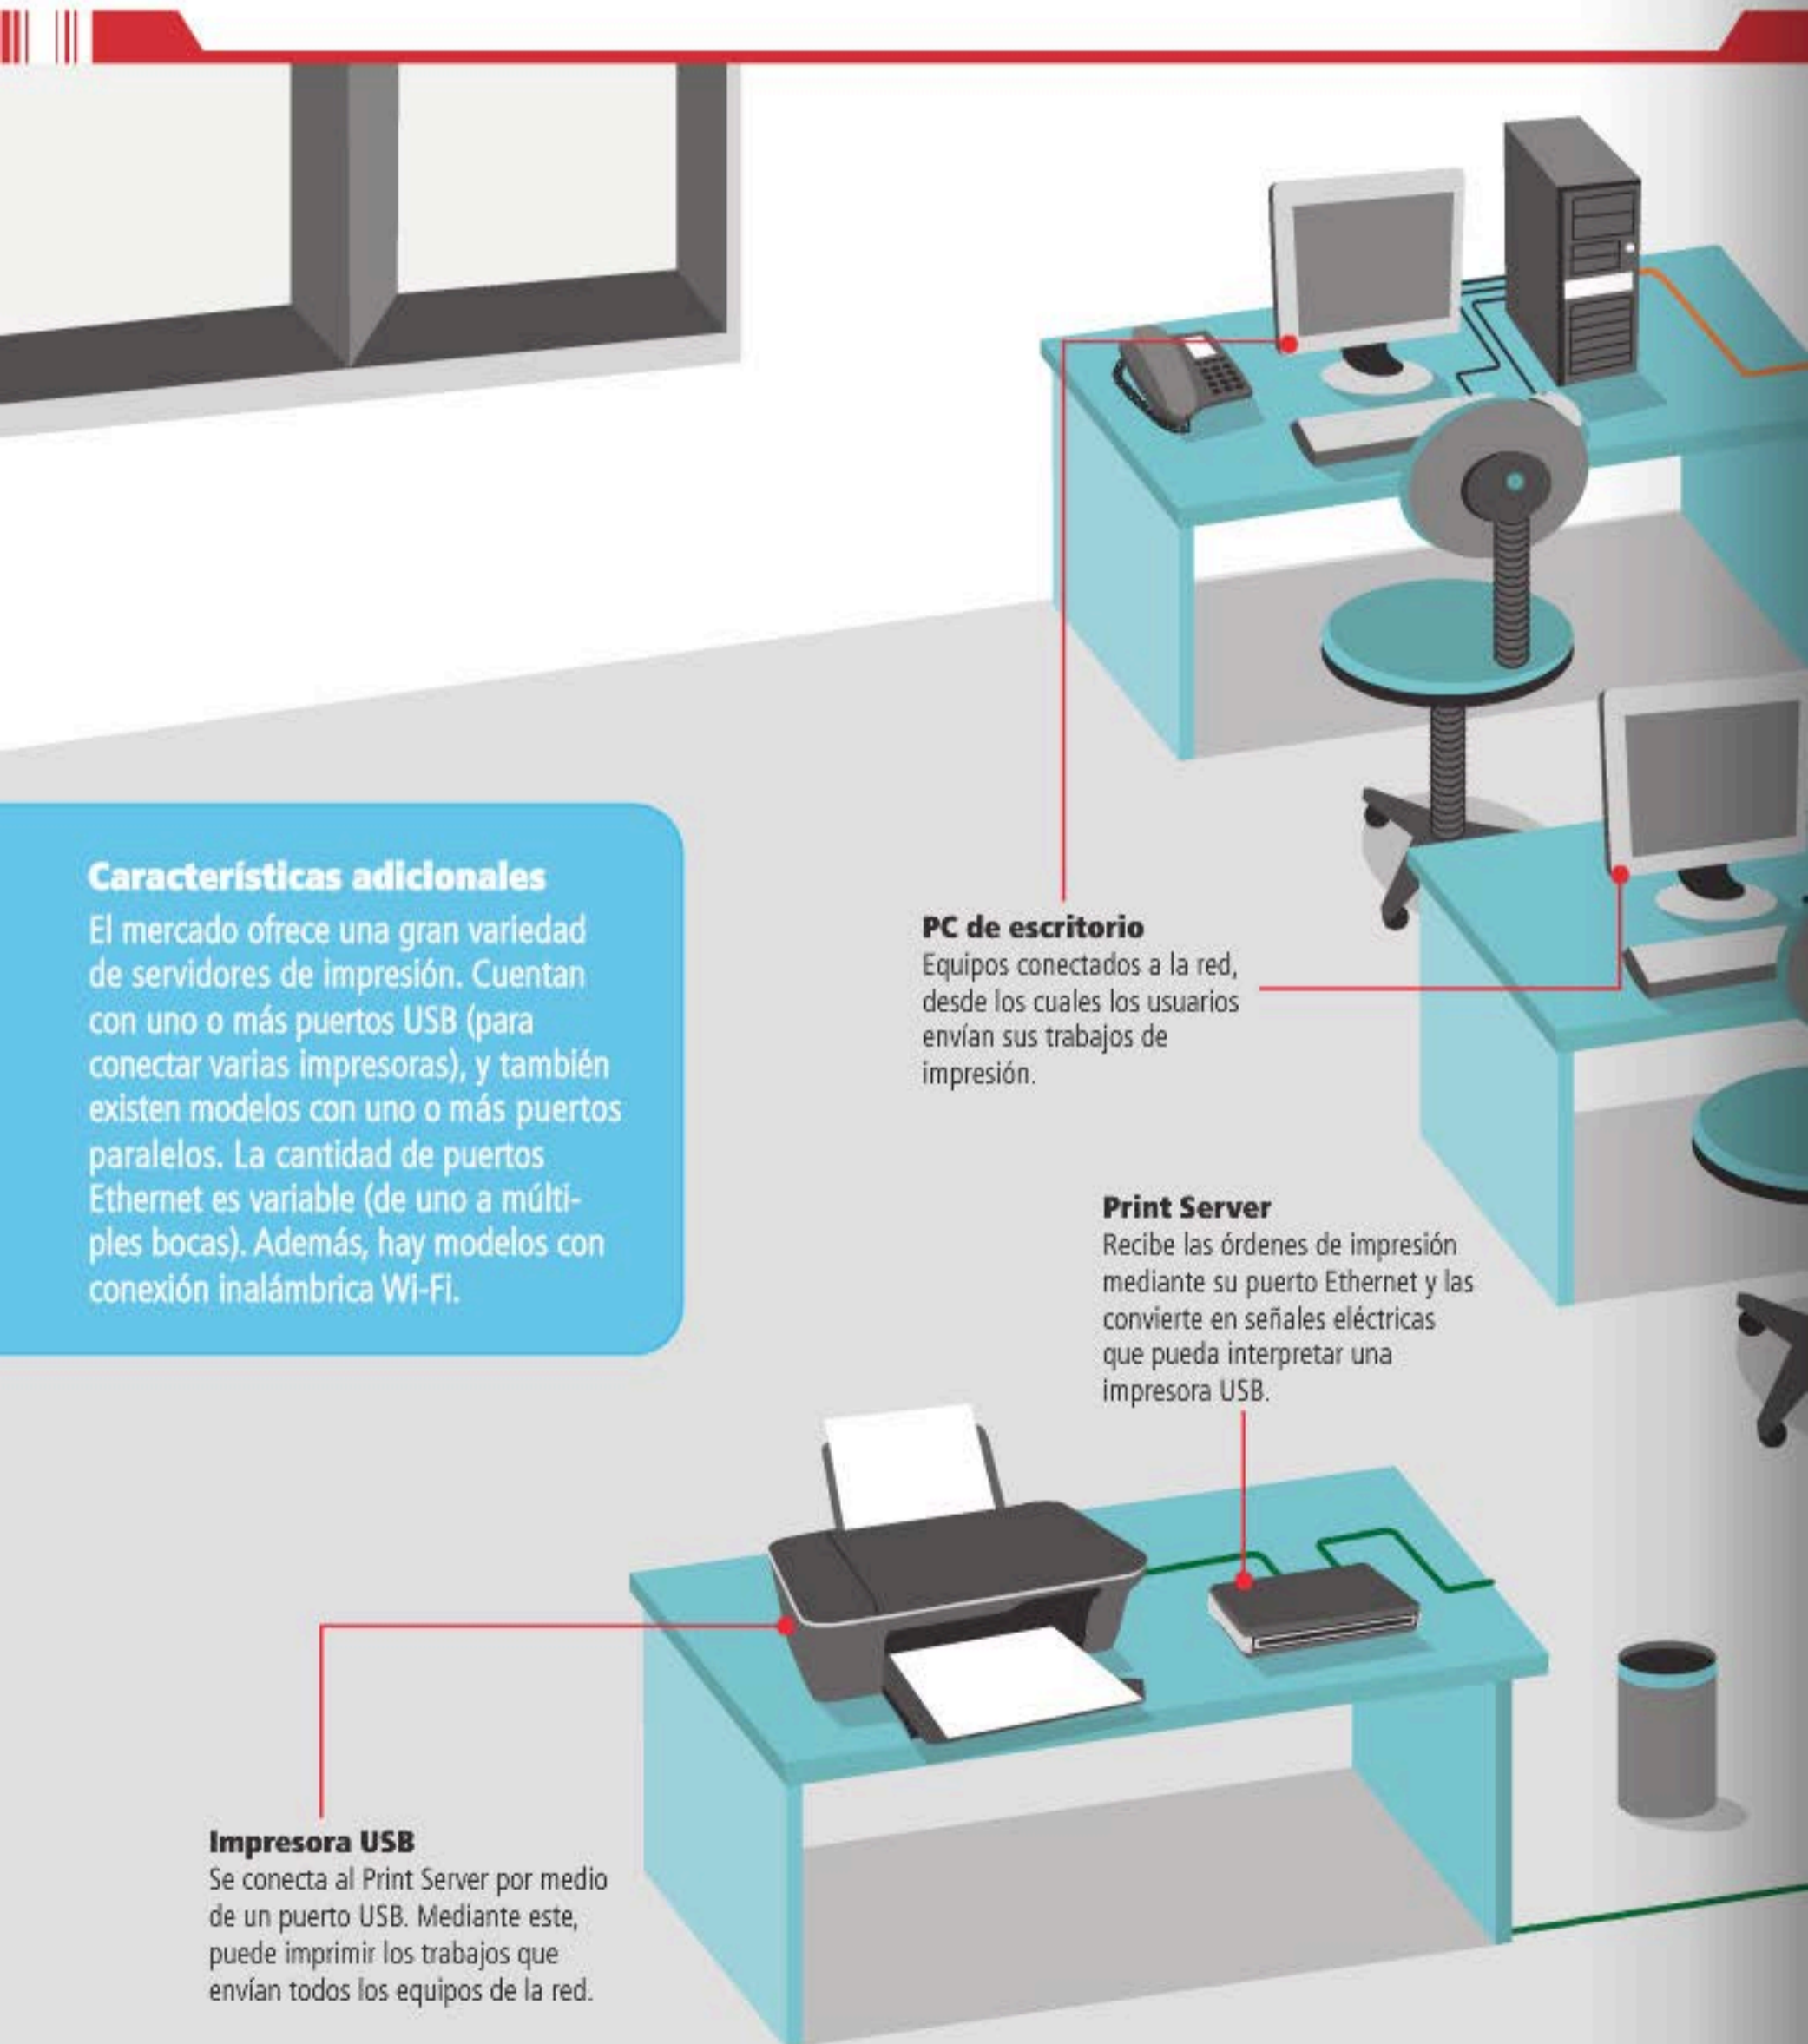 Características adicionales
El mercado ofrece una gran variedad
de servidores de impresión. Cuentan
con uno o más puertos USB (para
conectar varias impresoras), y también
existen modelos con uno o más puertos
paralelos. La cantidad de puertos
Ethernet es variable (de uno a múlti-
ples bocas). Además, hay modelos con
conexión inalámbrica Wi-Fi.
PC de escritorio
Equipos conectados a la red,
desde los cuales los usuarios
envían sus trabajos de
impresión.
Print Server
Recibe las órdenes de impresión
mediante su puerto Ethernet y las
convierte en señales eléctricas
que pueda interpretar una
impresora USB.
Impresora USB
Se conecta al Print Server por medio
de un puerto USB. Mediante este,
puede imprimir los trabajos que
envían todos los equipos de la red.